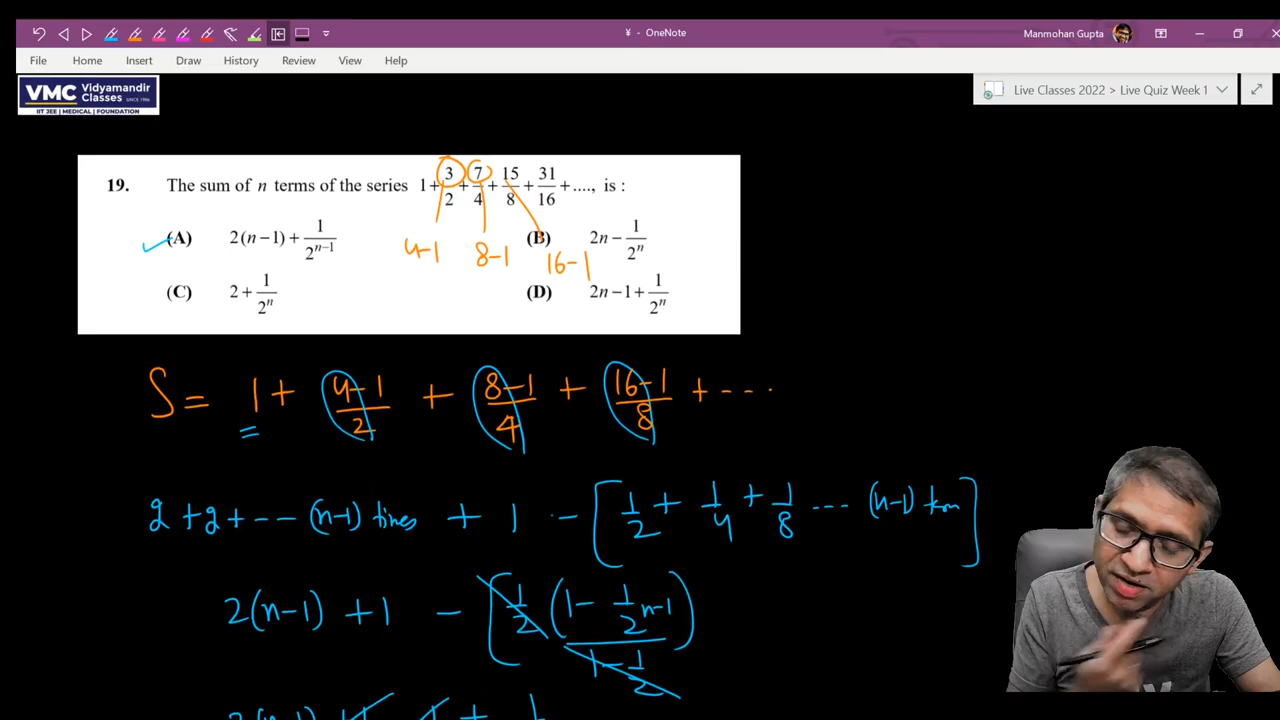 ¥ - OneNote
Manmohan Gupta
File Home Insert Draw History Review View Help
VMC Vidyamandir Classes SINCE 1986
IIT JEE | MEDICAL | FOUNDATION
Live Classes 2022 > Live Quiz Week 1
19. The sum of n terms of the series 1+3/2+7/4+15/8+31/16+...., is :
(A) 2(n−1)+1/2^(n−1) (B) 2n−1/2^n
4-1 8-1 16-1
(C) 2+1/2^n (D) 2n−1+1/2^n
S = 1 + (4-1)/2 + (8-1)/4 + (16-1)/8 + - - - -
2 + 2 + - - - (n-1) times + 1 - [1/2 + 1/4 + 1/8 - - - (n-1) term]
2(n-1) + 1 - [1/2 (1 - 1/2^(n-1))/(1 - 1/2)